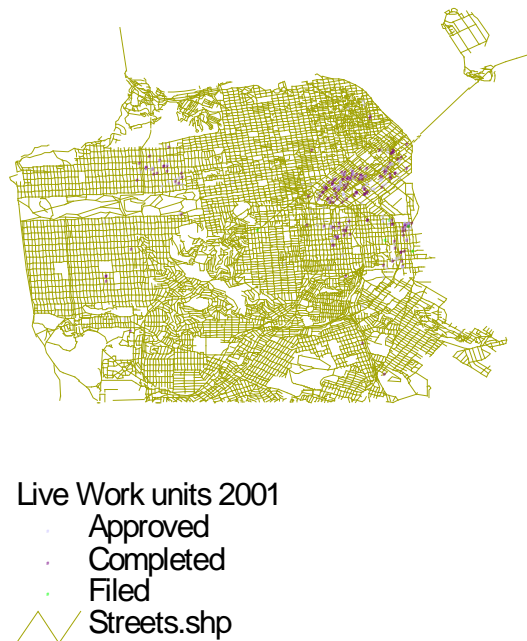 Live Work units 2001
Approved
Completed
Filed
Streets.shp